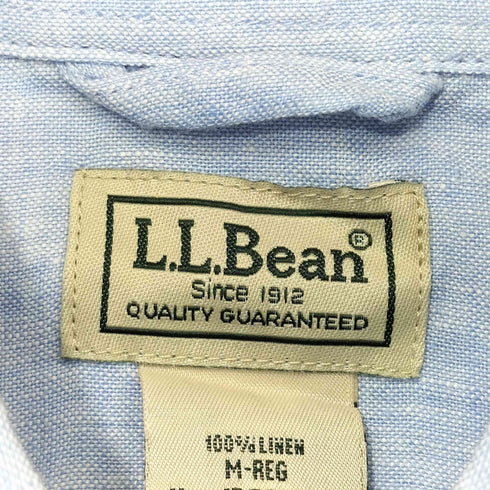 L.L.Bean®
Since 1912
QUALITY GUARANTEED
100% LINEN
M-REG